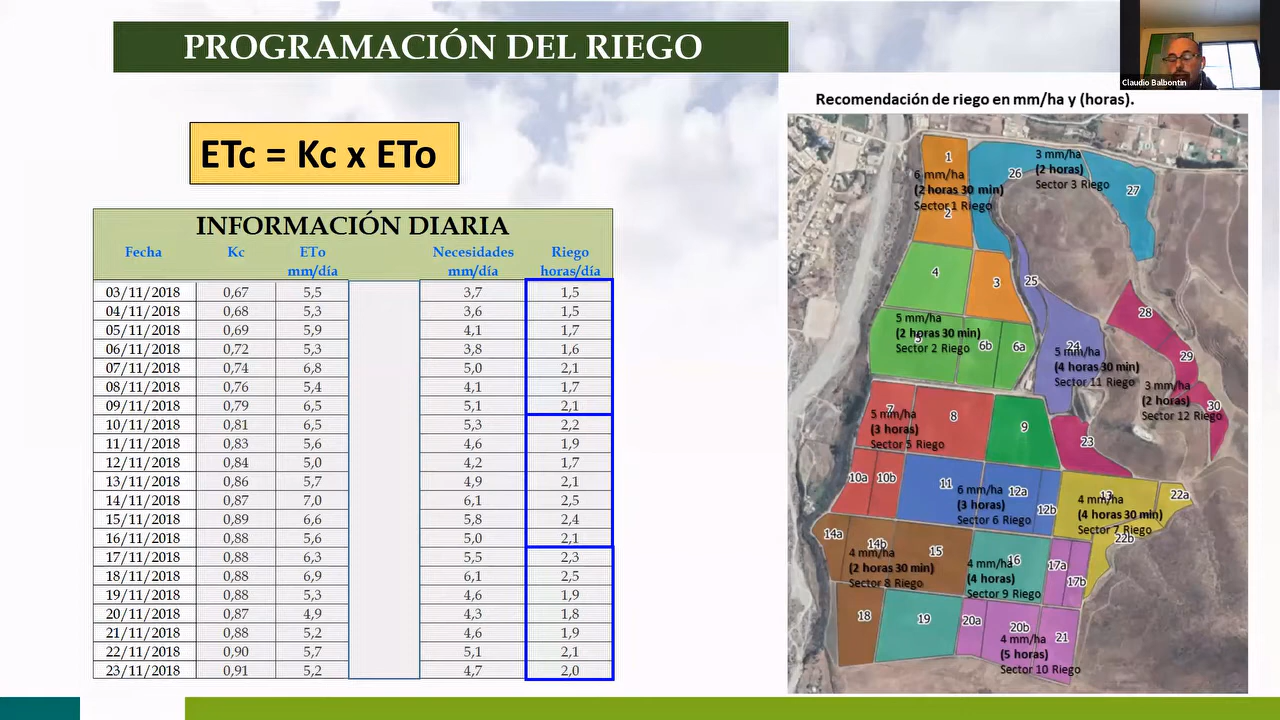 PROGRAMACIÓN DEL RIEGO
Claudio Balbontin
ETc = Kc x ETo
INFORMACIÓN DIARIA
Fecha Kc ETo Necesidades Riego
mm/día mm/día horas/día
03/11/2018 0,67 5,5 3,7 1,5
04/11/2018 0,68 5,3 3,6 1,5
05/11/2018 0,69 5,9 4,1 1,7
06/11/2018 0,72 5,3 3,8 1,6
07/11/2018 0,74 6,8 5,0 2,1
08/11/2018 0,76 5,4 4,1 1,7
09/11/2018 0,79 6,5 5,1 2,1
10/11/2018 0,81 6,5 5,3 2,2
11/11/2018 0,83 5,6 4,6 1,9
12/11/2018 0,84 5,0 4,2 1,7
13/11/2018 0,86 5,7 4,9 2,1
14/11/2018 0,87 7,0 6,1 2,5
15/11/2018 0,89 6,6 5,8 2,4
16/11/2018 0,88 5,6 5,0 2,1
17/11/2018 0,88 6,3 5,5 2,3
18/11/2018 0,88 6,9 6,1 2,5
19/11/2018 0,88 5,3 4,6 1,9
20/11/2018 0,87 4,9 4,3 1,8
21/11/2018 0,88 5,2 4,6 1,9
22/11/2018 0,90 5,7 5,1 2,1
23/11/2018 0,91 5,2 4,7 2,0
Recomendación de riego en mm/ha y (horas).
1
6 mm/ha
(2 horas 30 min)
Sector 1 Riego
2
26
3 mm/ha
(2 horas)
Sector 3 Riego
27
4
3
25
5 mm/ha
(2 horas 30 min)
Sector 2 Riego
5
6b
6a
24
5 mm/ha
(4 horas 30 min)
Sector 11 Riego
28
29
3 mm/ha
(2 horas)
Sector 12 Riego
30
7
5 mm/ha
(3 horas)
Sector 5 Riego
8
9
23
10a
10b
11
6 mm/ha
(3 horas)
Sector 6 Riego
12a
12b
13
4 mm/ha
(4 horas 30 min)
Sector 7 Riego
22a
22b
14a
14b
15
4 mm/ha
(2 horas 30 min)
Sector 8 Riego
16
4 mm/ha
(4 horas)
Sector 9 Riego
17a
17b
18
19
20a
20b
21
4 mm/ha
(5 horas)
Sector 10 Riego